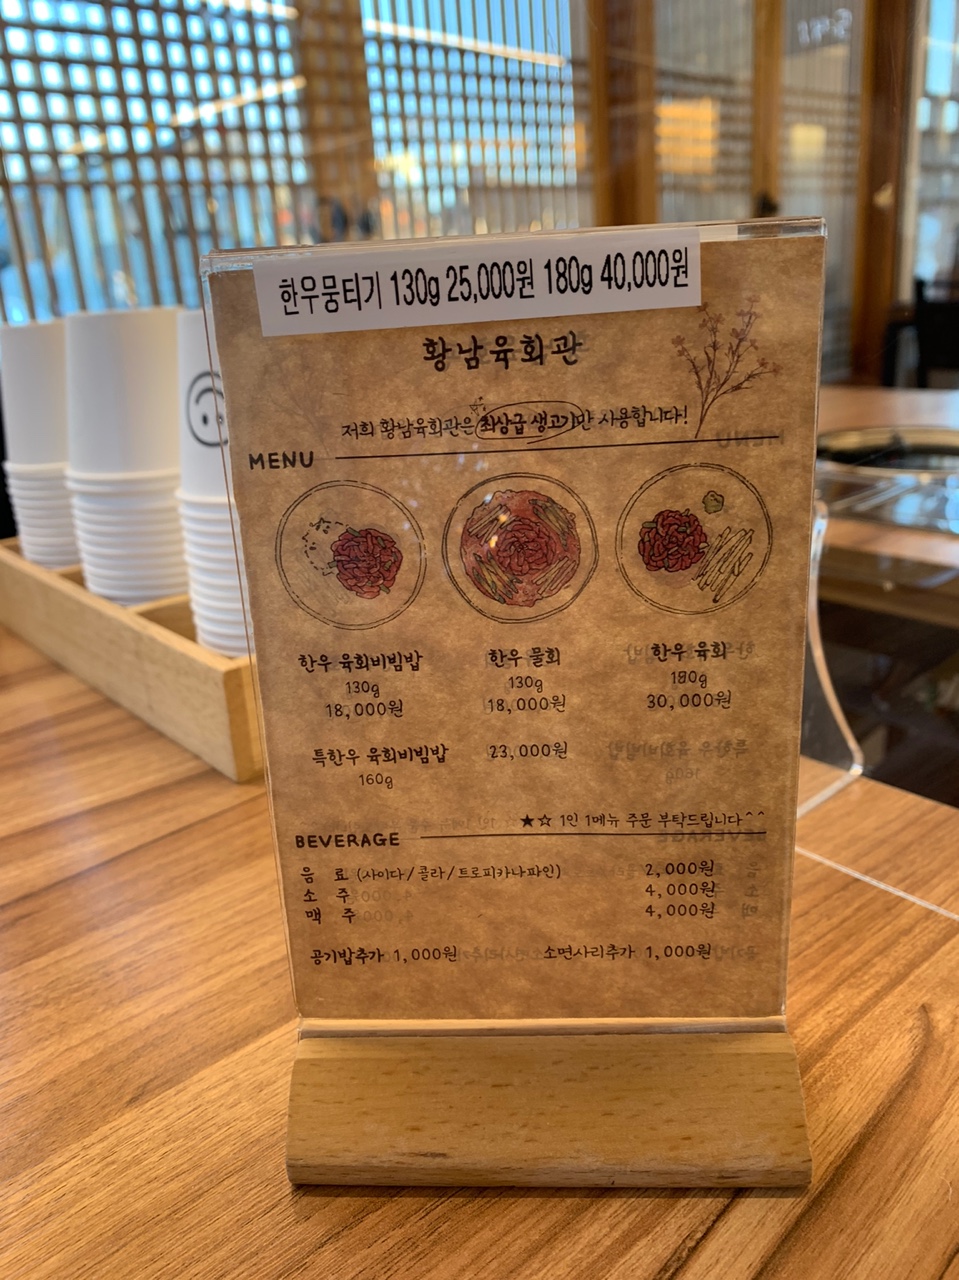 한우뭉티기 130g 25,000원 180g 40,000원
황남육회관
저희 황남육회관은 최상급 생고기만 사용합니다!
MENU
한우 육회비빔밥 한우 물회 한우 육회
130g 130g 180g
18,000원 18,000원 30,000원
특한우 육회비빔밥 23,000원
160g
★☆ 1인 1메뉴 주문 부탁드립니다^^
BEVERAGE
음 료 (사이다/콜라/트로피카나파인) 2,000원
소 주 4,000원
맥 주 4,000원
공기밥추가 1,000원 소면사리추가 1,000원